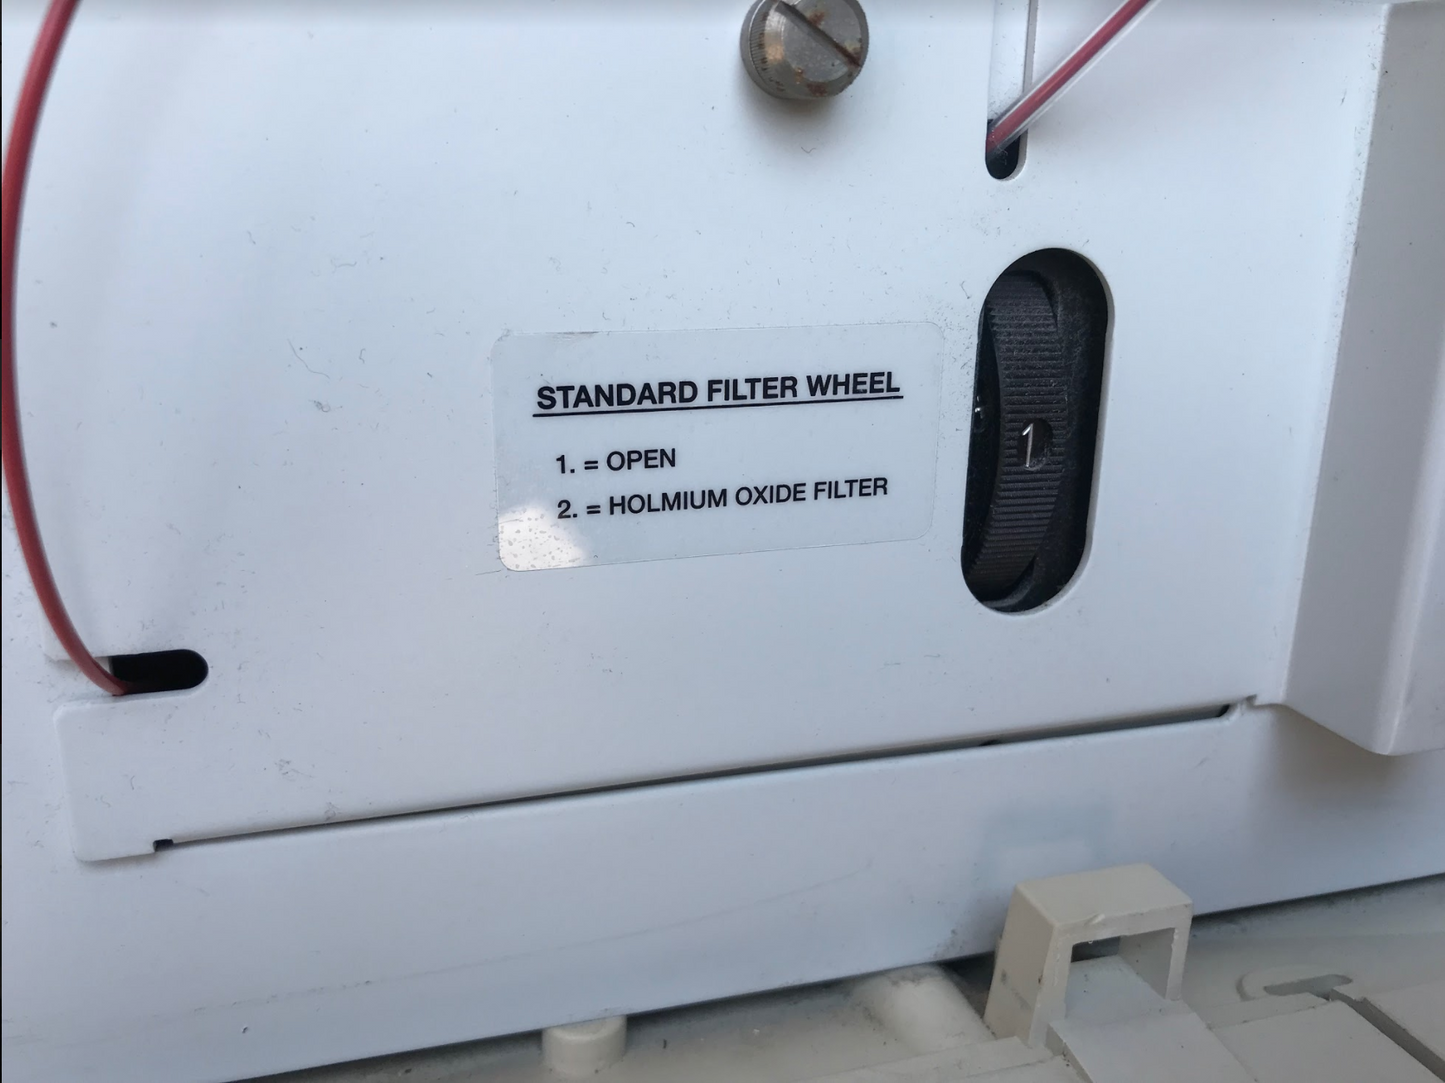 STANDARD FILTER WHEEL
1. = OPEN
2. = HOLMIUM OXIDE FILTER
1